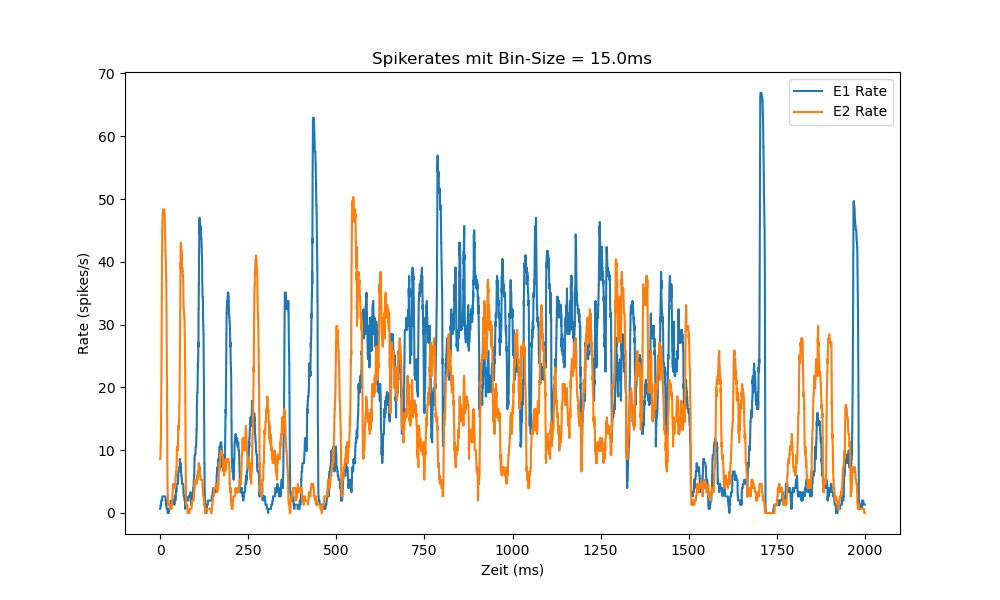 Spikerates mit Bin-Size = 15.0ms
E1 Rate
E2 Rate
Rate (spikes/s)
70
60
50
40
30
20
10
0
0 250 500 750 1000 1250 1500 1750 2000
Zeit (ms)